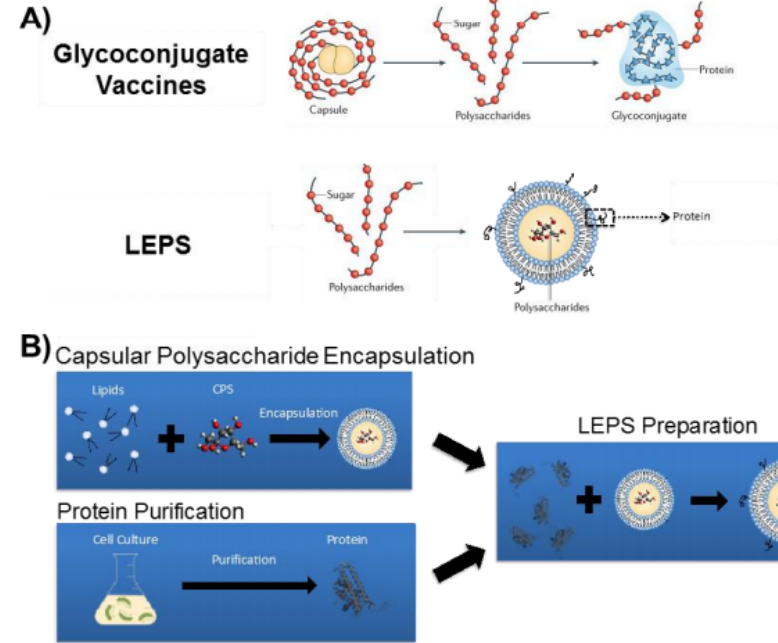 A)
Glycoconjugate
Vaccines
Sugar
Protein
Capsule
Polysaccharides
Glycoconjugate
LEPS
Sugar
Protein
Polysaccharides
Polysaccharides
B)
Capsular Polysaccharide Encapsulation
Lipids
CPS
Encapsulation
LEPS Preparation
Protein Purification
Cell Culture
Protein
Purification